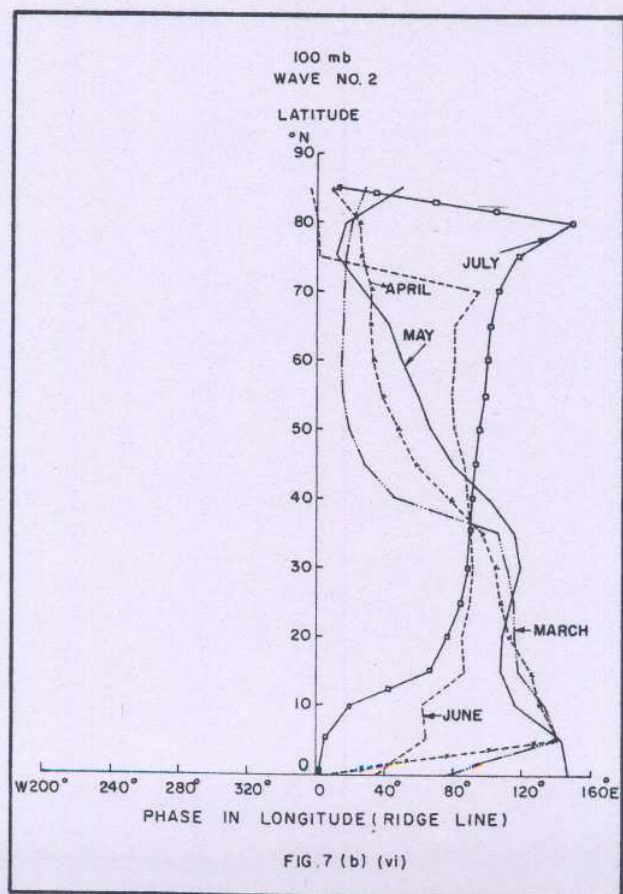 100 mb
WAVE NO. 2
LATITUDE
°N
90
80
JULY
70
APRIL
MAY
60
50
40
30
20
MARCH
10
JUNE
0
W200° 240° 280° 320° 0° 40° 80° 120° 160°E
PHASE IN LONGITUDE (RIDGE LINE)
FIG. 7 (b) (vi)